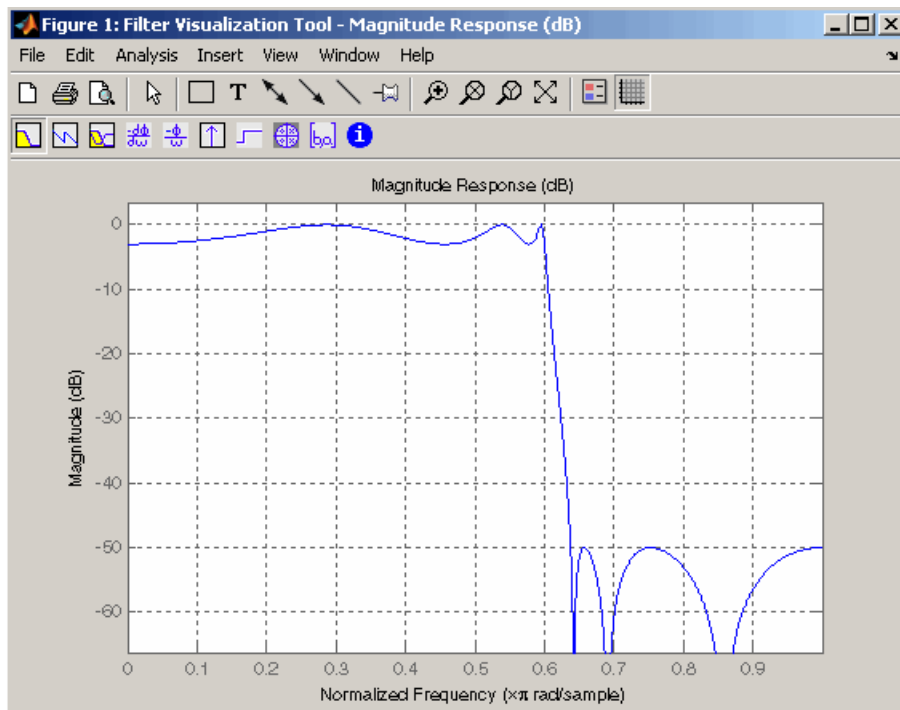 Figure 1: Filter Visualization Tool - Magnitude Response (dB)
File Edit Analysis Insert View Window Help
T
-dφ
dω
-φ
ω
[b,a]
i
Magnitude Response (dB)
Magnitude (dB)
0
-10
-20
-30
-40
-50
-60
0 0.1 0.2 0.3 0.4 0.5 0.6 0.7 0.8 0.9
Normalized Frequency (×π rad/sample)